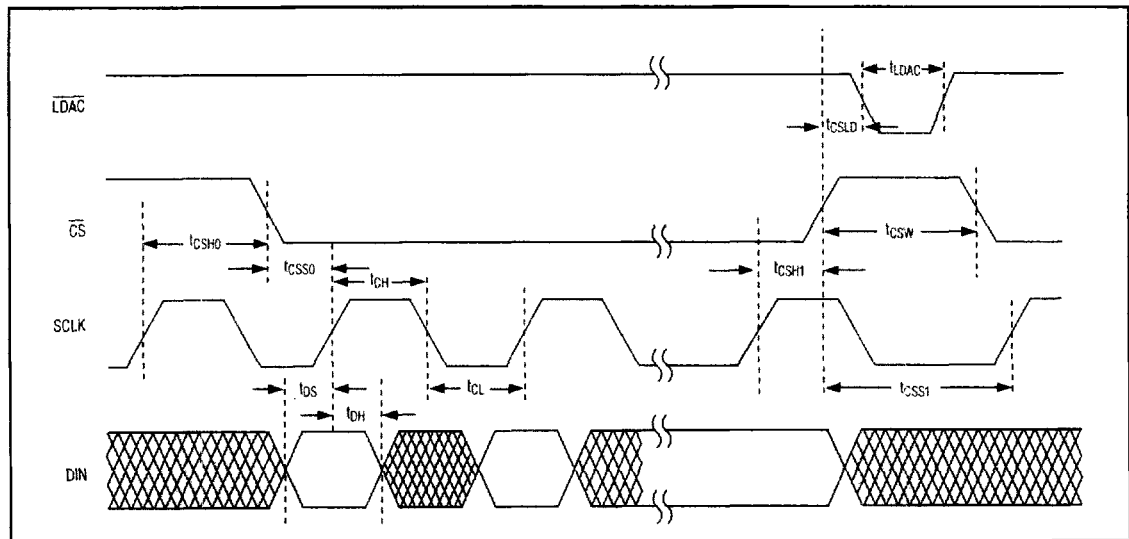 tLDAC
LDAC
tCSLD
CS
tCSH0
tCSW
tCSS0
tCSH1
tCH
SCLK
tDS
tCL
tCSS1
tDH
DIN